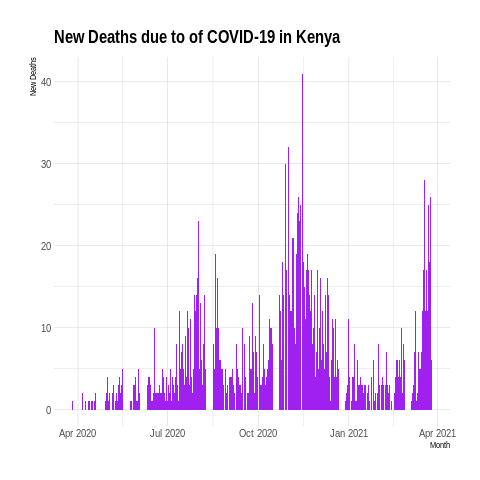 New Deaths due to of COVID-19 in Kenya
New Deaths
40
30
20
10
0
Apr 2020
Jul 2020
Oct 2020
Jan 2021
Apr 2021
Month